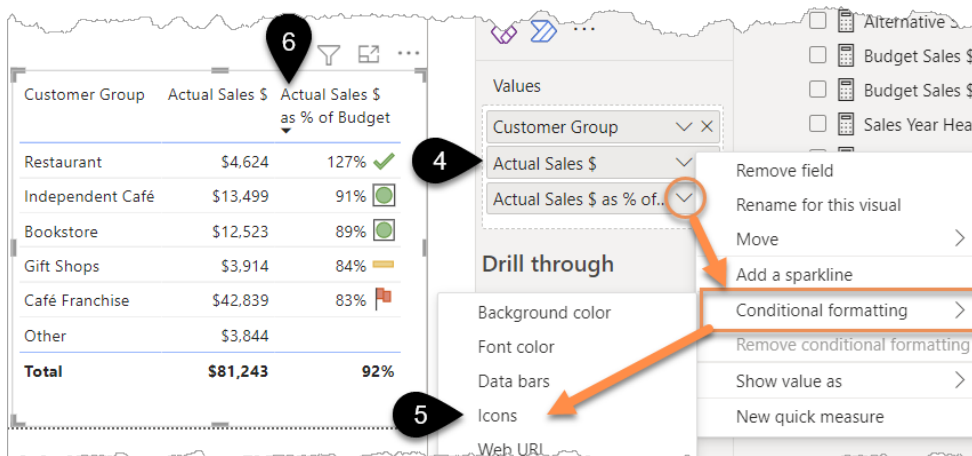 6
Customer Group Actual Sales $ Actual Sales $
as % of Budget
Restaurant $4,624 127%
Independent Café $13,499 91%
Bookstore $12,523 89%
Gift Shops $3,914 84%
Café Franchise $42,839 83%
Other $3,844
Total $81,243 92%
...
Values
Customer Group
4
Actual Sales $
Actual Sales $ as % of..
Drill through
Background color
Font color
Data bars
5
Icons
Web URL
Remove field
Rename for this visual
Move
Add a sparkline
Conditional formatting
Remove conditional formatting
Show value as
New quick measure
Alternative
Budget Sales $
Budget Sales $
Sales Year Hea